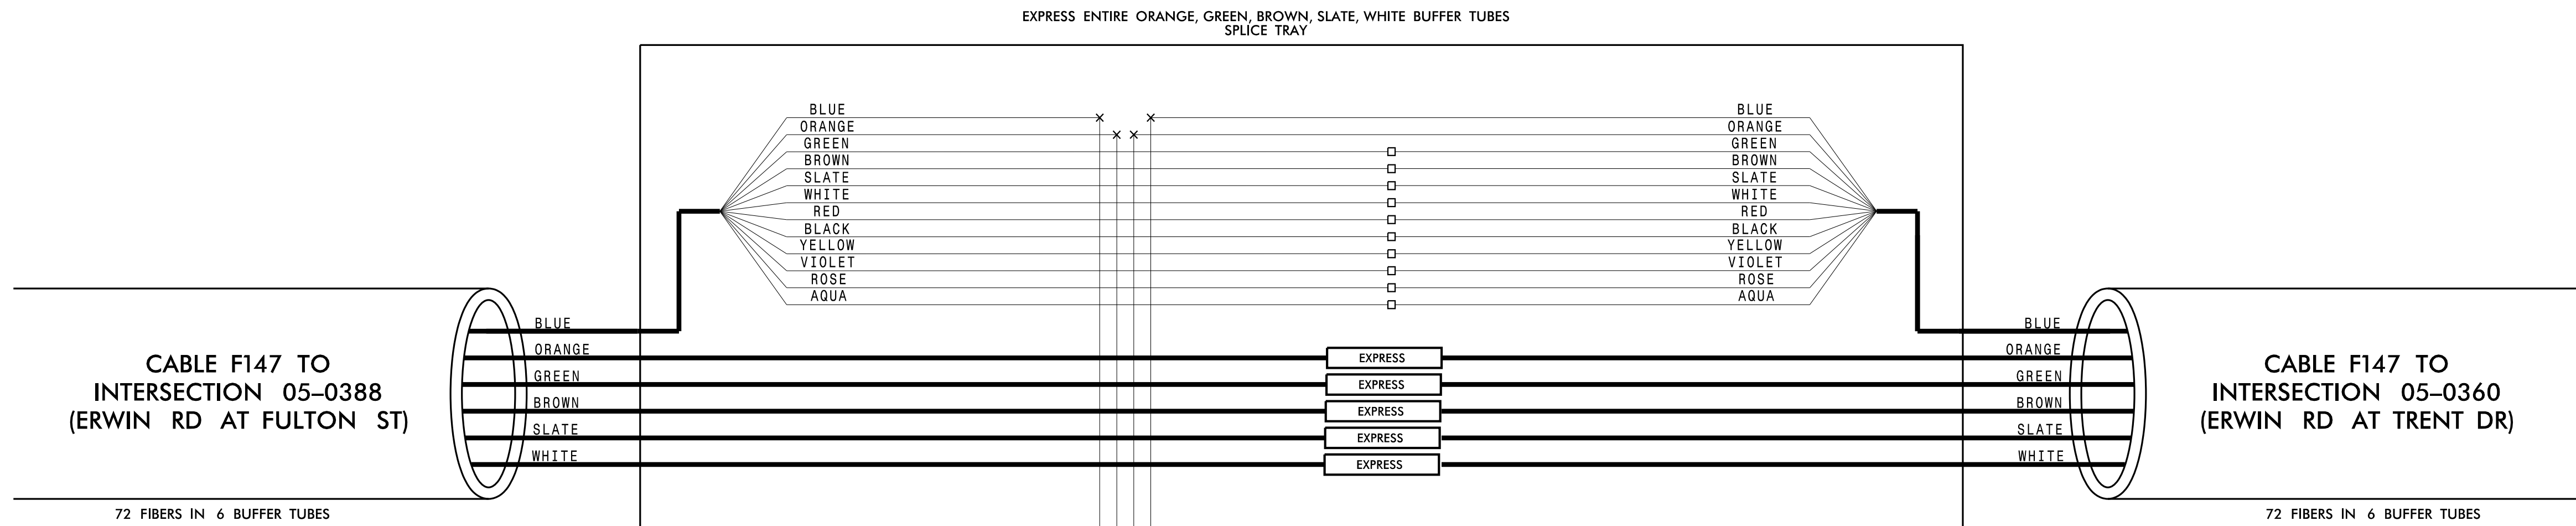 EXPRESS ENTIRE ORANGE, GREEN, BROWN, SLATE, WHITE BUFFER TUBES
SPLICE TRAY
BLUE BLUE
ORANGE ORANGE
GREEN GREEN
BROWN BROWN
SLATE SLATE
WHITE WHITE
RED RED
BLACK BLACK
YELLOW YELLOW
VIOLET VIOLET
ROSE ROSE
AQUA AQUA
BLUE BLUE
ORANGE EXPRESS ORANGE
GREEN EXPRESS GREEN
BROWN EXPRESS BROWN
SLATE EXPRESS SLATE
WHITE EXPRESS WHITE
CABLE F147 TO
INTERSECTION 05–0388
(ERWIN RD AT FULTON ST)
72 FIBERS IN 6 BUFFER TUBES
CABLE F147 TO
INTERSECTION 05–0360
(ERWIN RD AT TRENT DR)
72 FIBERS IN 6 BUFFER TUBES